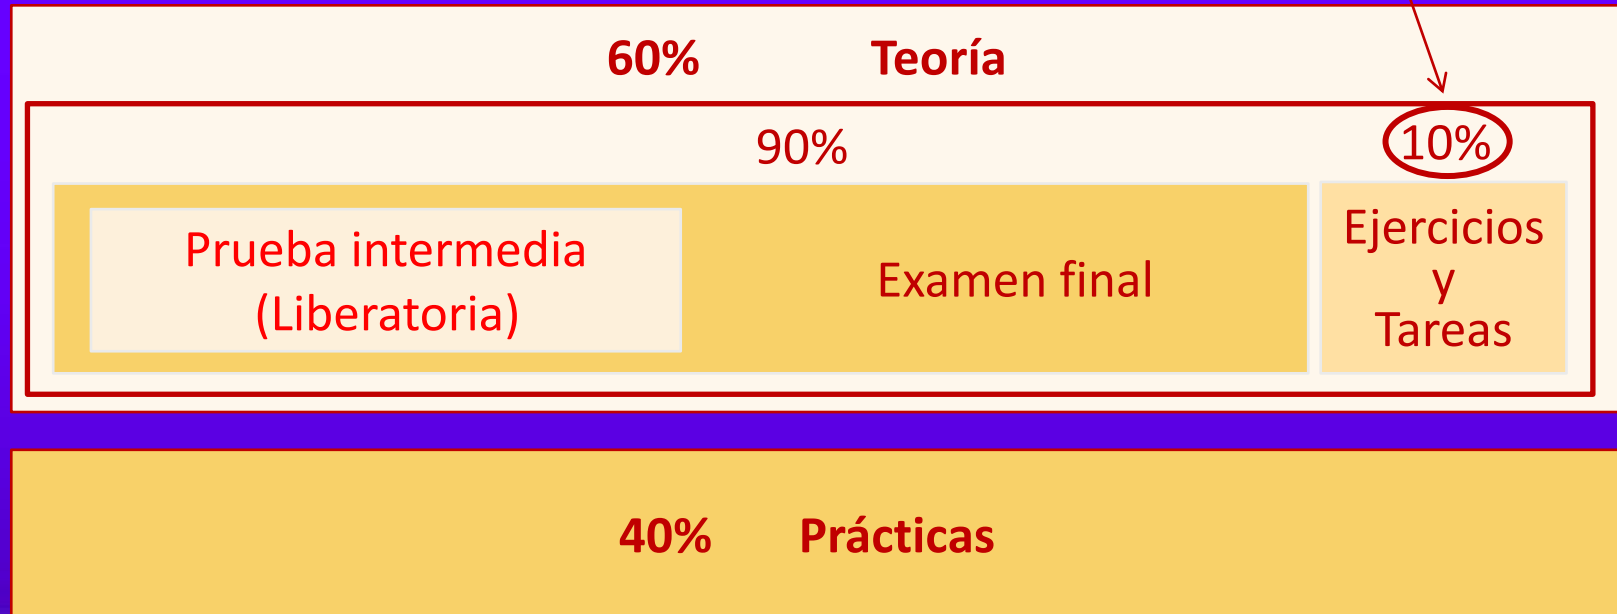 60% Teoría
90%
10%
Prueba intermedia
(Liberatoria)
Examen final
Ejercicios
y
Tareas
40% Prácticas